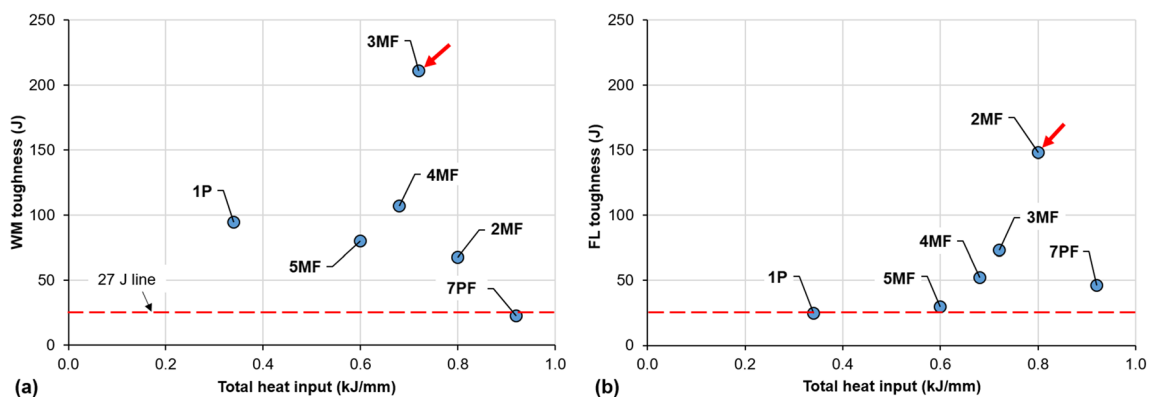 250
200
150
100
50
0
WM toughness (J)
3MF
1P
4MF
5MF
2MF
7PF
27 J line
0.0 0.2 0.4 0.6 0.8 1.0
Total heat input (kJ/mm)
(a)
250
200
150
100
50
0
FL toughness (J)
2MF
3MF
4MF
7PF
1P
5MF
0.0 0.2 0.4 0.6 0.8 1.0
Total heat input (kJ/mm)
(b)